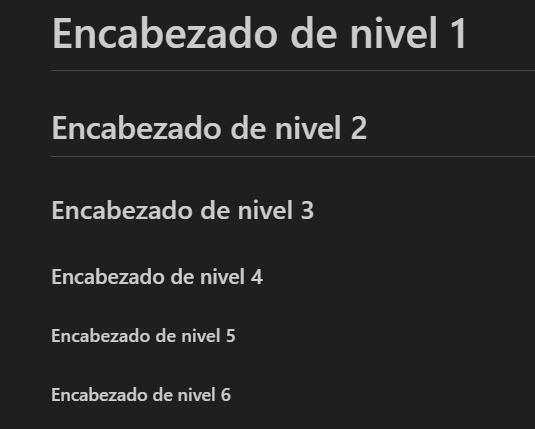 Encabezado de nivel 1
Encabezado de nivel 2
Encabezado de nivel 3
Encabezado de nivel 4
Encabezado de nivel 5
Encabezado de nivel 6